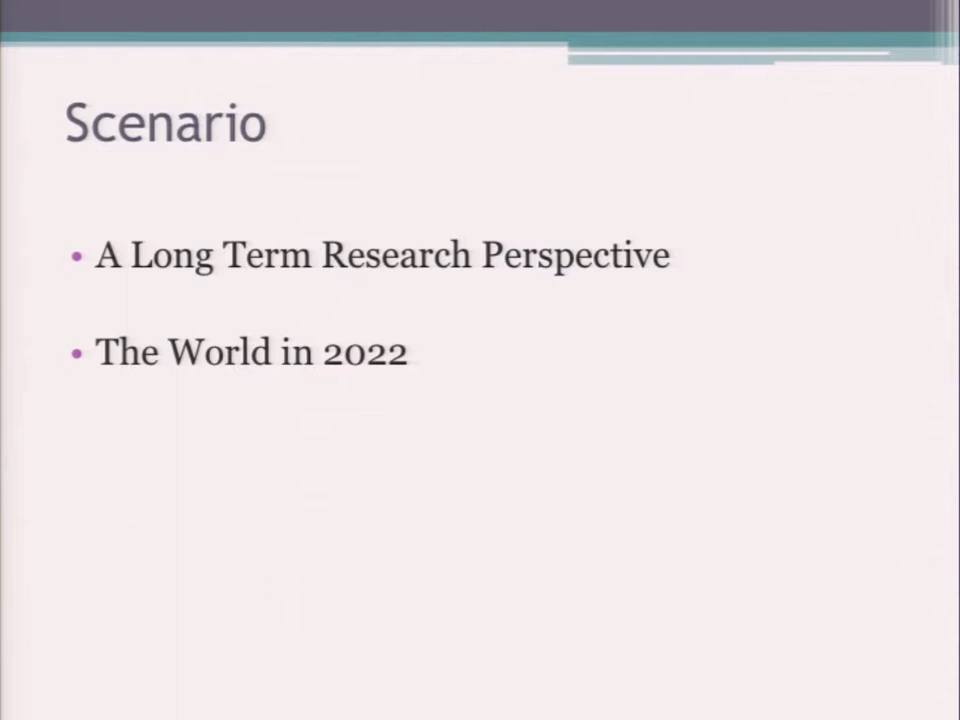 Scenario
• A Long Term Research Perspective
• The World in 2022